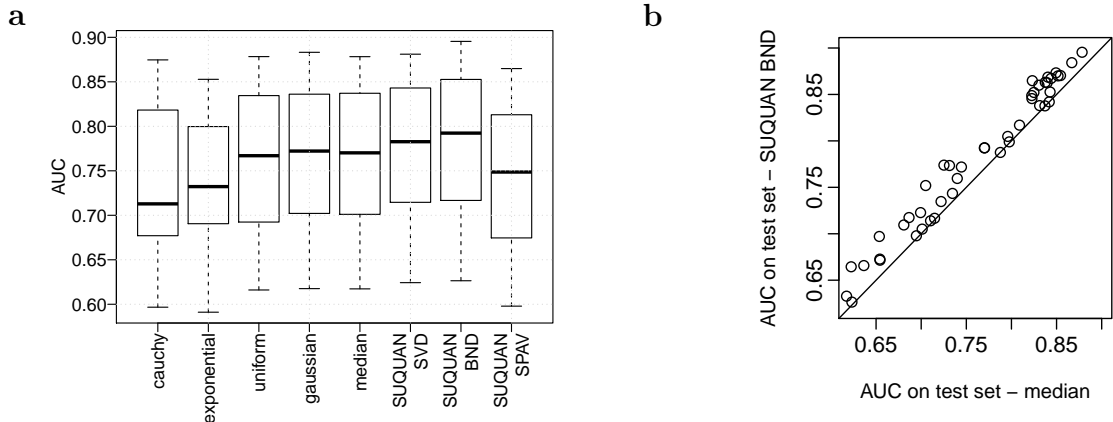 a
AUC
0.90
0.85
0.80
0.75
0.70
0.65
0.60
cauchy
exponential
uniform
gaussian
median
SUQUAN
SVD
SUQUAN
BND
SUQUAN
SPAV
b
AUC on test set − SUQUAN BND
0.85
0.75
0.65
0.65
0.75
0.85
AUC on test set − median